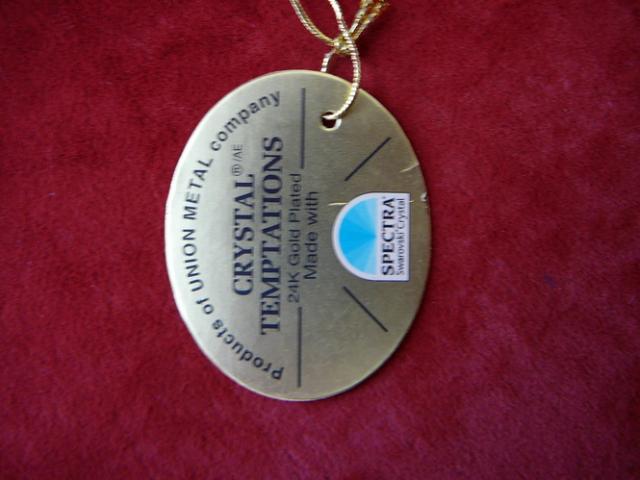 Products of UNION METAL company
CRYSTAL ®/AE
TEMPTATIONS
24K Gold Plated
Made with
SPECTRA®
Swarovski Crystal